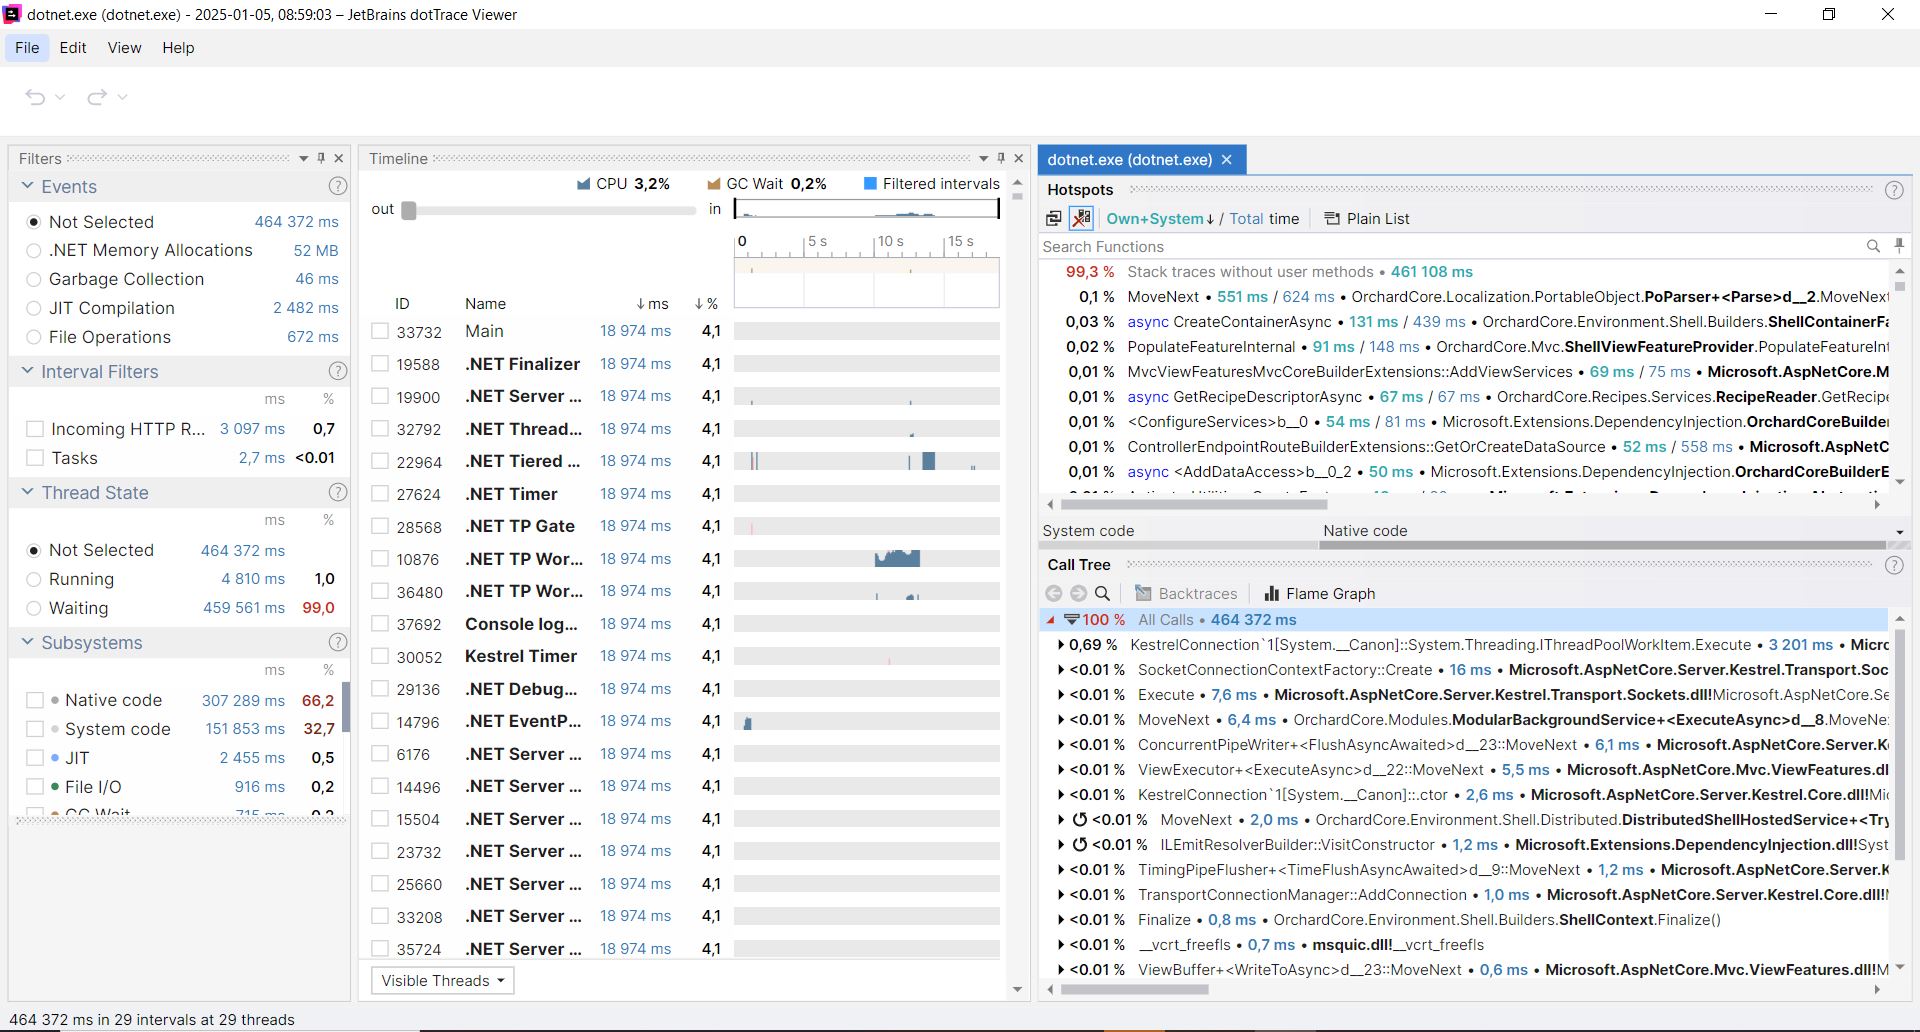 dotnet.exe (dotnet.exe) - 2025-01-05, 08:59:03 – JetBrains dotTrace Viewer
File Edit View Help
Filters
Events
Not Selected 464 372 ms
.NET Memory Allocations 52 MB
Garbage Collection 46 ms
JIT Compilation 2 482 ms
File Operations 672 ms
Interval Filters
ms %
Incoming HTTP R... 3 097 ms 0,7
Tasks 2,7 ms <0.01
Thread State
ms %
Not Selected 464 372 ms
Running 4 810 ms 1,0
Waiting 459 561 ms 99,0
Subsystems
ms %
Native code 307 289 ms 66,2
System code 151 853 ms 32,7
JIT 2 455 ms 0,5
File I/O 916 ms 0,2
GC Wait 715 ms 0,2
Timeline
CPU 3,2% GC Wait 0,2% Filtered intervals
out in
0 5 s 10 s 15 s
ID Name ↓ms ↓%
33732 Main 18 974 ms 4,1
19588 .NET Finalizer 18 974 ms 4,1
19900 .NET Server ... 18 974 ms 4,1
32792 .NET Thread... 18 974 ms 4,1
22964 .NET Tiered ... 18 974 ms 4,1
27624 .NET Timer 18 974 ms 4,1
28568 .NET TP Gate 18 974 ms 4,1
10876 .NET TP Wor... 18 974 ms 4,1
36480 .NET TP Wor... 18 974 ms 4,1
37692 Console log... 18 974 ms 4,1
30052 Kestrel Timer 18 974 ms 4,1
29136 .NET Debug... 18 974 ms 4,1
14796 .NET EventP... 18 974 ms 4,1
6176 .NET Server ... 18 974 ms 4,1
14496 .NET Server ... 18 974 ms 4,1
15504 .NET Server ... 18 974 ms 4,1
23732 .NET Server ... 18 974 ms 4,1
25660 .NET Server ... 18 974 ms 4,1
33208 .NET Server ... 18 974 ms 4,1
35724 .NET Server ... 18 974 ms 4,1
Visible Threads
dotnet.exe (dotnet.exe)
Hotspots
Own+System↓ / Total time Plain List
Search Functions
99,3 % Stack traces without user methods • 461 108 ms
0,1 % MoveNext • 551 ms / 624 ms • OrchardCore.Localization.PortableObject.PoParser+<Parse>d__2.MoveNext
0,03 % async CreateContainerAsync • 131 ms / 439 ms • OrchardCore.Environment.Shell.Builders.ShellContainerFa
0,02 % PopulateFeatureInternal • 91 ms / 148 ms • OrchardCore.Mvc.ShellViewFeatureProvider.PopulateFeatureInt
0,01 % MvcViewFeaturesMvcCoreBuilderExtensions::AddViewServices • 69 ms / 75 ms • Microsoft.AspNetCore.M
0,01 % async GetRecipeDescriptorAsync • 67 ms / 67 ms • OrchardCore.Recipes.Services.RecipeReader.GetRecipe
0,01 % <ConfigureServices>b__0 • 54 ms / 81 ms • Microsoft.Extensions.DependencyInjection.OrchardCoreBuilder
0,01 % ControllerEndpointRouteBuilderExtensions::GetOrCreateDataSource • 52 ms / 558 ms • Microsoft.AspNetC
0,01 % async <AddDataAccess>b__0_2 • 50 ms • Microsoft.Extensions.DependencyInjection.OrchardCoreBuilderE
System code Native code
Call Tree
Backtraces Flame Graph
100 % All Calls • 464 372 ms
0,69 % KestrelConnection`1[System.__Canon]::System.Threading.IThreadPoolWorkItem.Execute • 3 201 ms • Micro
<0.01 % SocketConnectionContextFactory::Create • 16 ms • Microsoft.AspNetCore.Server.Kestrel.Transport.Soc
<0.01 % Execute • 7,6 ms • Microsoft.AspNetCore.Server.Kestrel.Transport.Sockets.dll!Microsoft.AspNetCore.Se
<0.01 % MoveNext • 6,4 ms • OrchardCore.Modules.ModularBackgroundService+<ExecuteAsync>d__8.MoveNe
<0.01 % ConcurrentPipeWriter+<FlushAsyncAwaited>d__23::MoveNext • 6,1 ms • Microsoft.AspNetCore.Server.K
<0.01 % ViewExecutor+<ExecuteAsync>d__22::MoveNext • 5,5 ms • Microsoft.AspNetCore.Mvc.ViewFeatures.dl
<0.01 % KestrelConnection`1[System.__Canon]::.ctor • 2,6 ms • Microsoft.AspNetCore.Server.Kestrel.Core.dll!Mic
<0.01 % MoveNext • 2,0 ms • OrchardCore.Environment.Shell.Distributed.DistributedShellHostedService+<Try
<0.01 % ILEmitResolverBuilder::VisitConstructor • 1,2 ms • Microsoft.Extensions.DependencyInjection.dll!Syst
<0.01 % TimingPipeFlusher+<TimeFlushAsyncAwaited>d__9::MoveNext • 1,2 ms • Microsoft.AspNetCore.Server.K
<0.01 % TransportConnectionManager::AddConnection • 1,0 ms • Microsoft.AspNetCore.Server.Kestrel.Core.dll!
<0.01 % Finalize • 0,8 ms • OrchardCore.Environment.Shell.Builders.ShellContext.Finalize()
<0.01 % __vcrt_freefls • 0,7 ms • msquic.dll!__vcrt_freefls
<0.01 % ViewBuffer+<WriteToAsync>d__23::MoveNext • 0,6 ms • Microsoft.AspNetCore.Mvc.ViewFeatures.dll!M
464 372 ms in 29 intervals at 29 threads